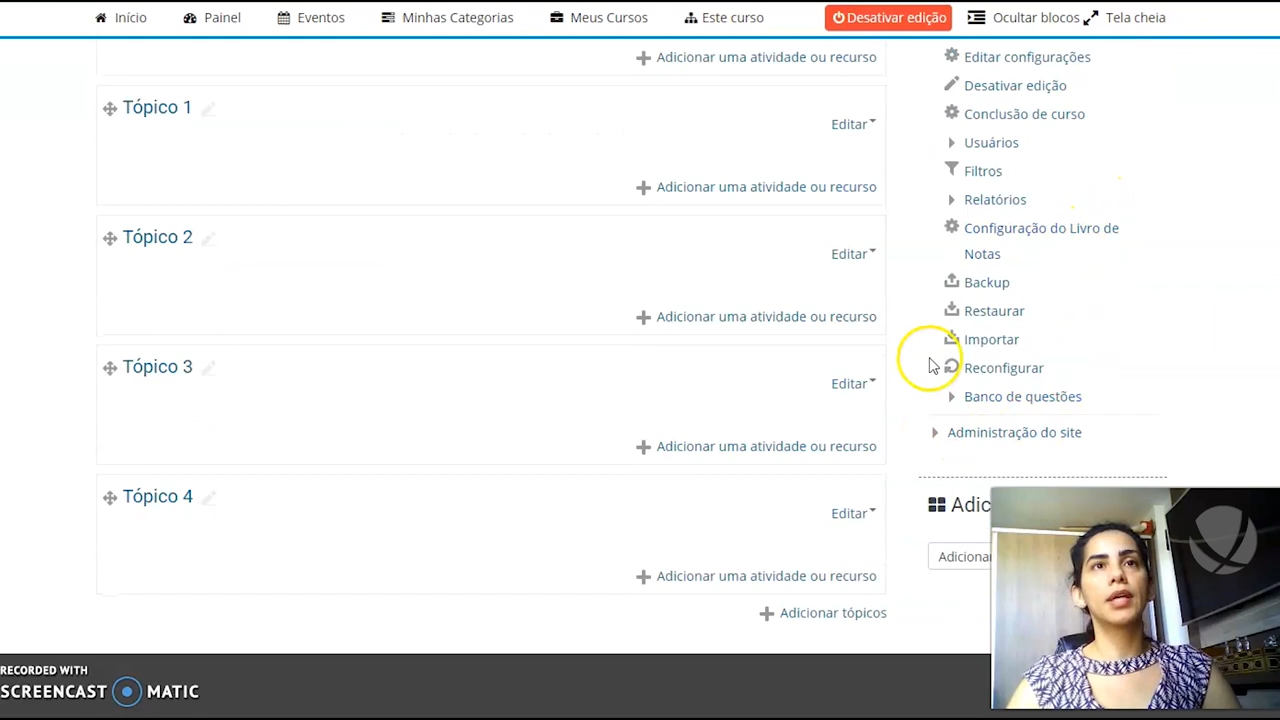 Início Painel Eventos Minhas Categorias Meus Cursos Este curso Desativar edição Ocultar blocos Tela cheia
Adicionar uma atividade ou recurso
Tópico 1
Editar
Adicionar uma atividade ou recurso
Tópico 2
Editar
Adicionar uma atividade ou recurso
Tópico 3
Editar
Adicionar uma atividade ou recurso
Tópico 4
Editar
Adicionar uma atividade ou recurso
Adicionar tópicos
Editar configurações
Desativar edição
Conclusão de curso
Usuários
Filtros
Relatórios
Configuração do Livro de
Notas
Backup
Restaurar
Importar
Reconfigurar
Banco de questões
Administração do site
Adic
Adicionar
RECORDED WITH
SCREENCAST MATIC